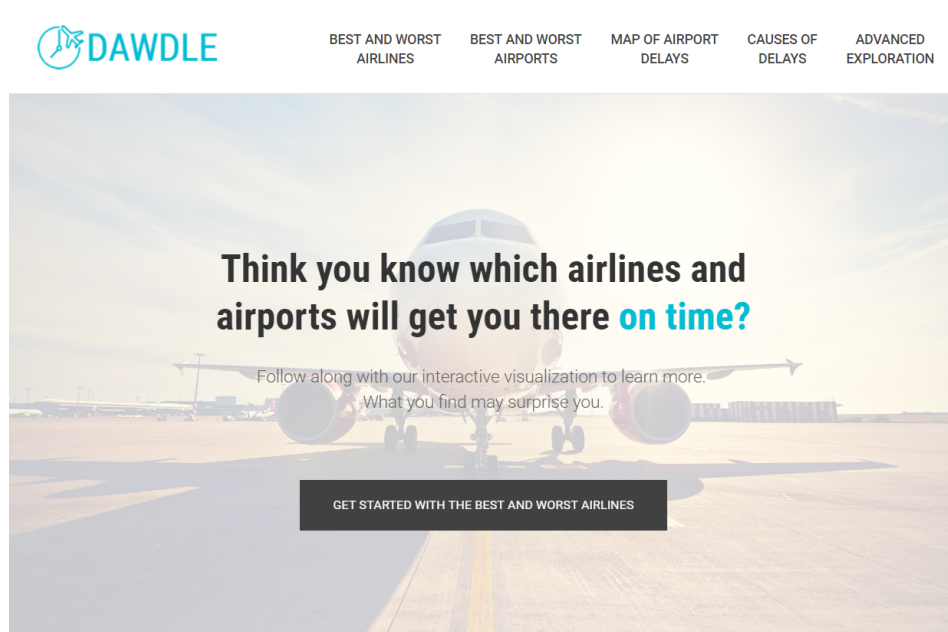 DAWDLE
BEST AND WORST
AIRLINES
BEST AND WORST
AIRPORTS
MAP OF AIRPORT
DELAYS
CAUSES OF
DELAYS
ADVANCED
EXPLORATION
Think you know which airlines and
airports will get you there on time?
Follow along with our interactive visualization to learn more.
What you find may surprise you.
GET STARTED WITH THE BEST AND WORST AIRLINES